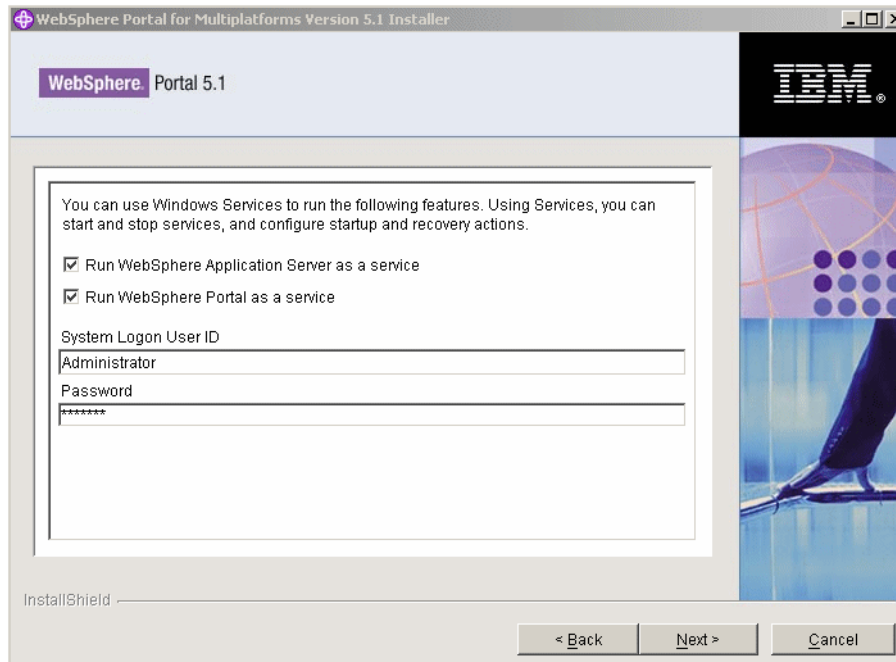 WebSphere Portal for Multiplatforms Version 5.1 Installer
WebSphere. Portal 5.1
IBM®
You can use Windows Services to run the following features. Using Services, you can
start and stop services, and configure startup and recovery actions.
Run WebSphere Application Server as a service
Run WebSphere Portal as a service
System Logon User ID
Administrator
Password
*******
InstallShield
< Back
Next >
Cancel